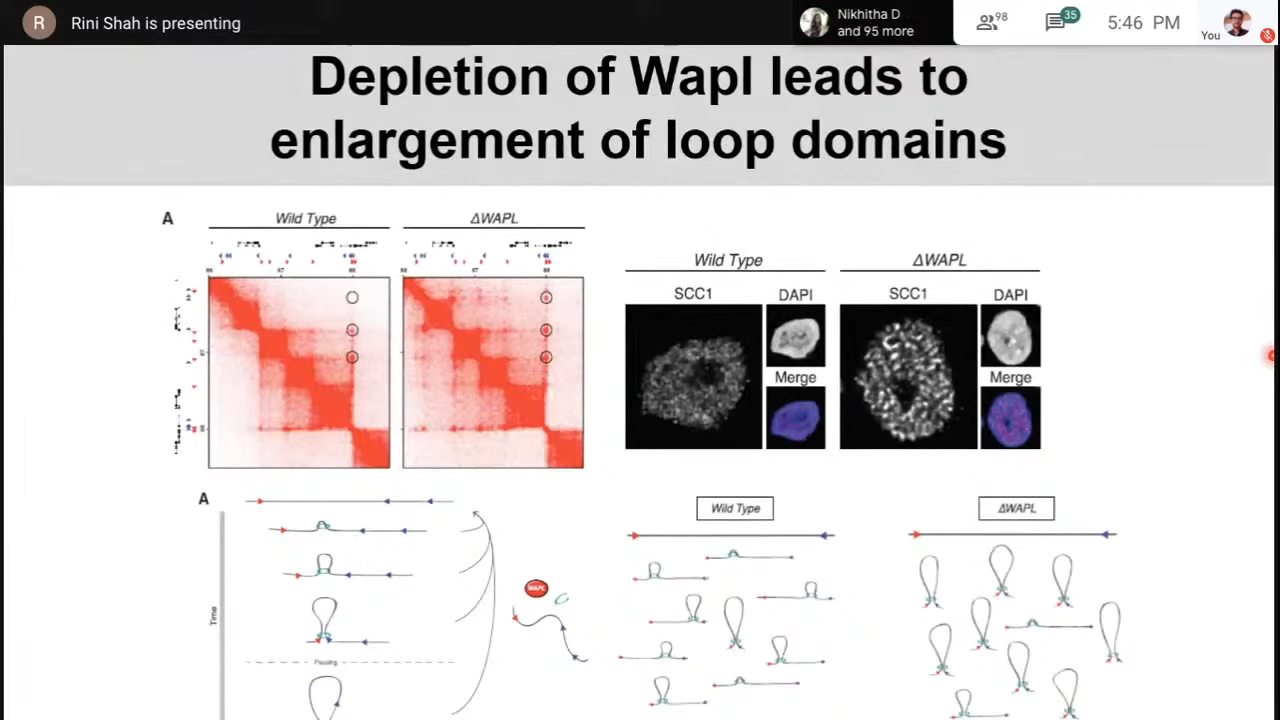 R
Rini Shah is presenting
Nikhitha D
and 95 more
98
35
5:46 PM
You
Depletion of Wapl leads to
enlargement of loop domains
A
Wild Type
ΔWAPL
Wild Type
ΔWAPL
SCC1
DAPI
SCC1
DAPI
Merge
Merge
A
Wild Type
ΔWAPL
WAPL
Time